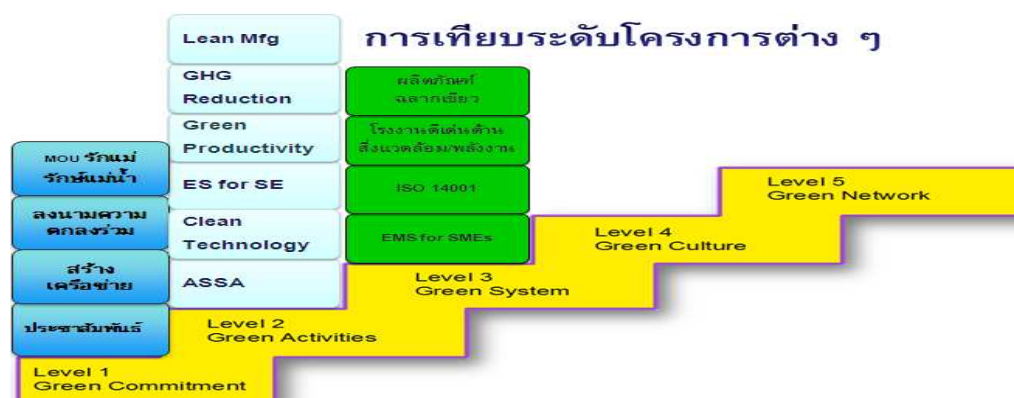 การเทียบระดับโครงการต่าง ๆ
Lean Mfg
GHG
Reduction
Green
Productivity
ES for SE
Clean
Technology
ASSA
ผลิตภัณฑ์
ฉลากเขียว
โรงงานดีเด่นด้าน
สิ่งแวดล้อม/พลังงาน
ISO 14001
EMS for SMEs
MOU รักแม่
รักษ์แม่น้ำ
ลงนามความ
ตกลงร่วม
สร้าง
เครือข่าย
ประชาสัมพันธ์
Level 5
Green Network
Level 4
Green Culture
Level 3
Green System
Level 2
Green Activities
Level 1
Green Commitment